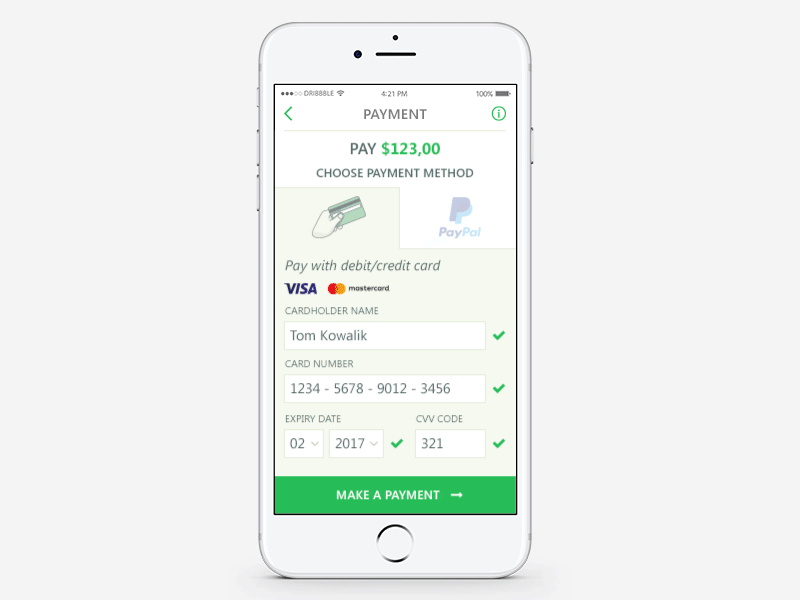 DRIBBBLE 4:21 PM 100%
PAYMENT
PAY $123,00
CHOOSE PAYMENT METHOD
PayPal
Pay with debit/credit card
VISA mastercard
CARDHOLDER NAME
Tom Kowalik
CARD NUMBER
1234 - 5678 - 9012 - 3456
EXPIRY DATE CVV CODE
02 2017 321
MAKE A PAYMENT →